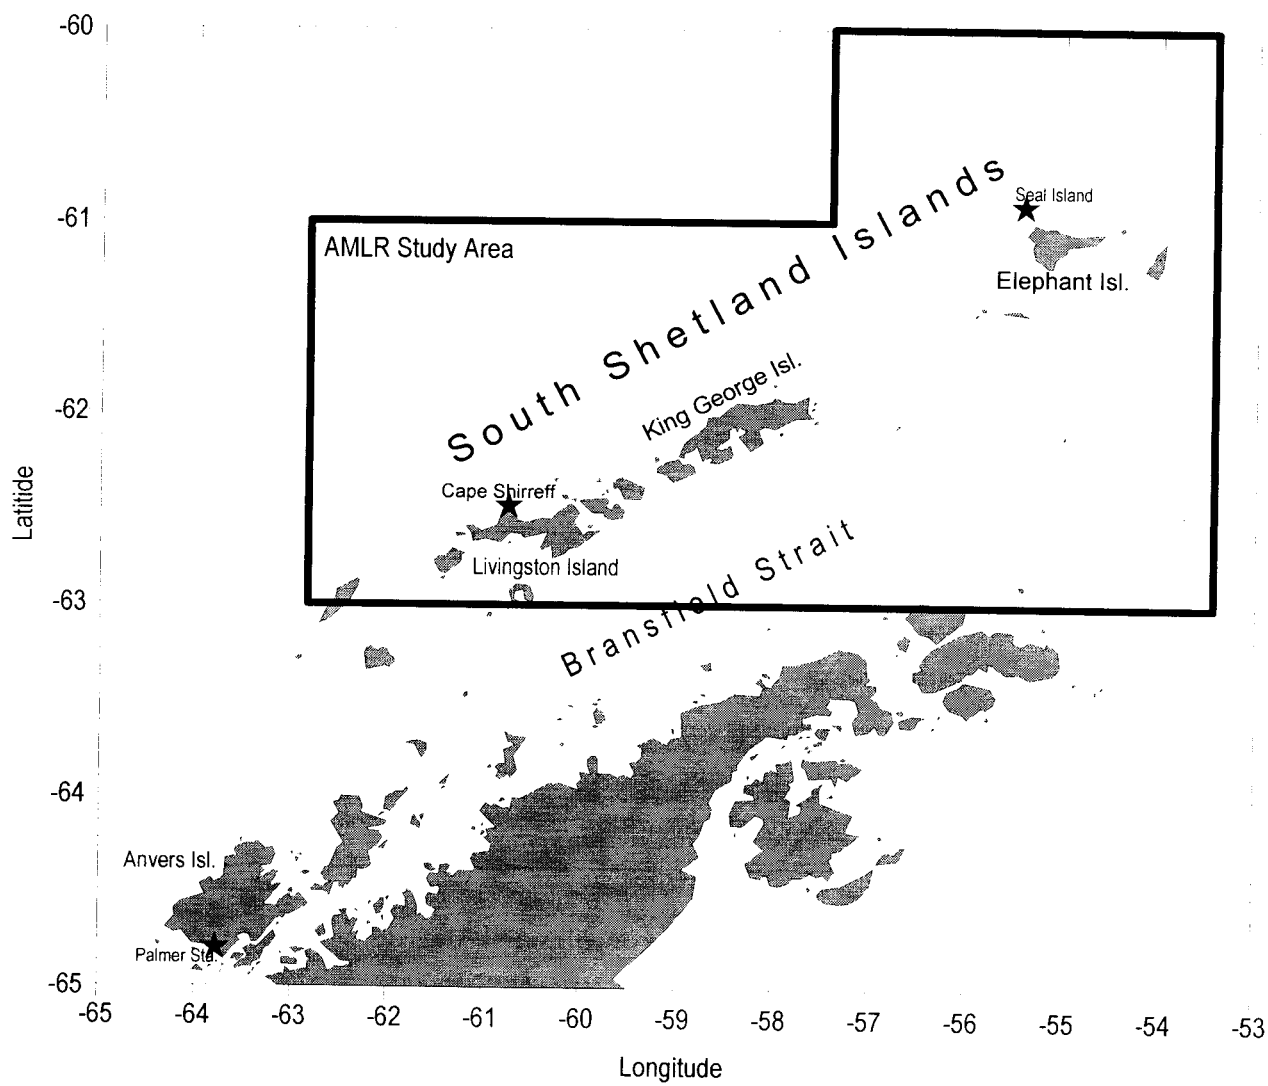 -60
-61
-62
-63
-64
-65
Latitide
AMLR Study Area
South Shetland Islands
Seal Island
Elephant Isl.
King George Isl.
Cape Shirreff
Livingston Island
Bransfield Strait
Anvers Isl.
Palmer Sta.
-65 -64 -63 -62 -61 -60 -59 -58 -57 -56 -55 -54 -53
Longitude